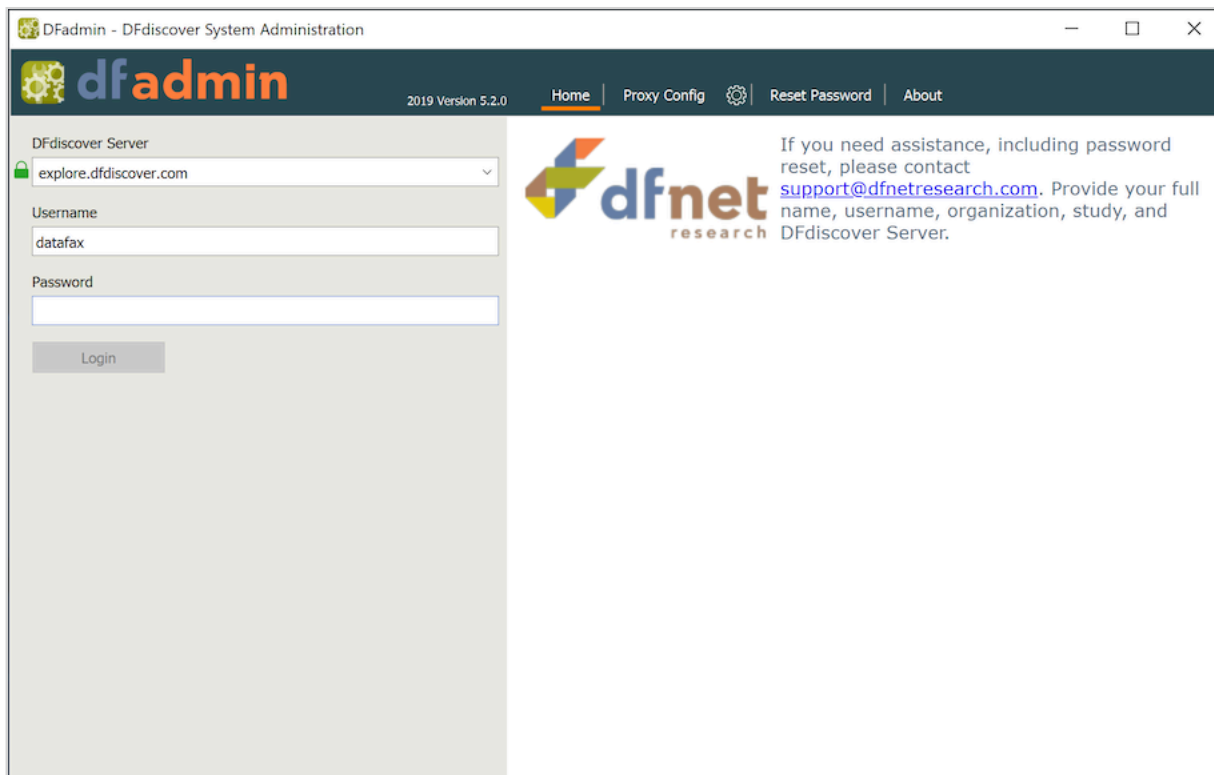 DFadmin - DFdiscover System Administration
dfadmin
2019 Version 5.2.0
Home
Proxy Config
Reset Password
About
DFdiscover Server
explore.dfdiscover.com
Username
datafax
Password
Login
dfnet
research
If you need assistance, including password
reset, please contact
support@dfnetresearch.com. Provide your full
name, username, organization, study, and
DFdiscover Server.